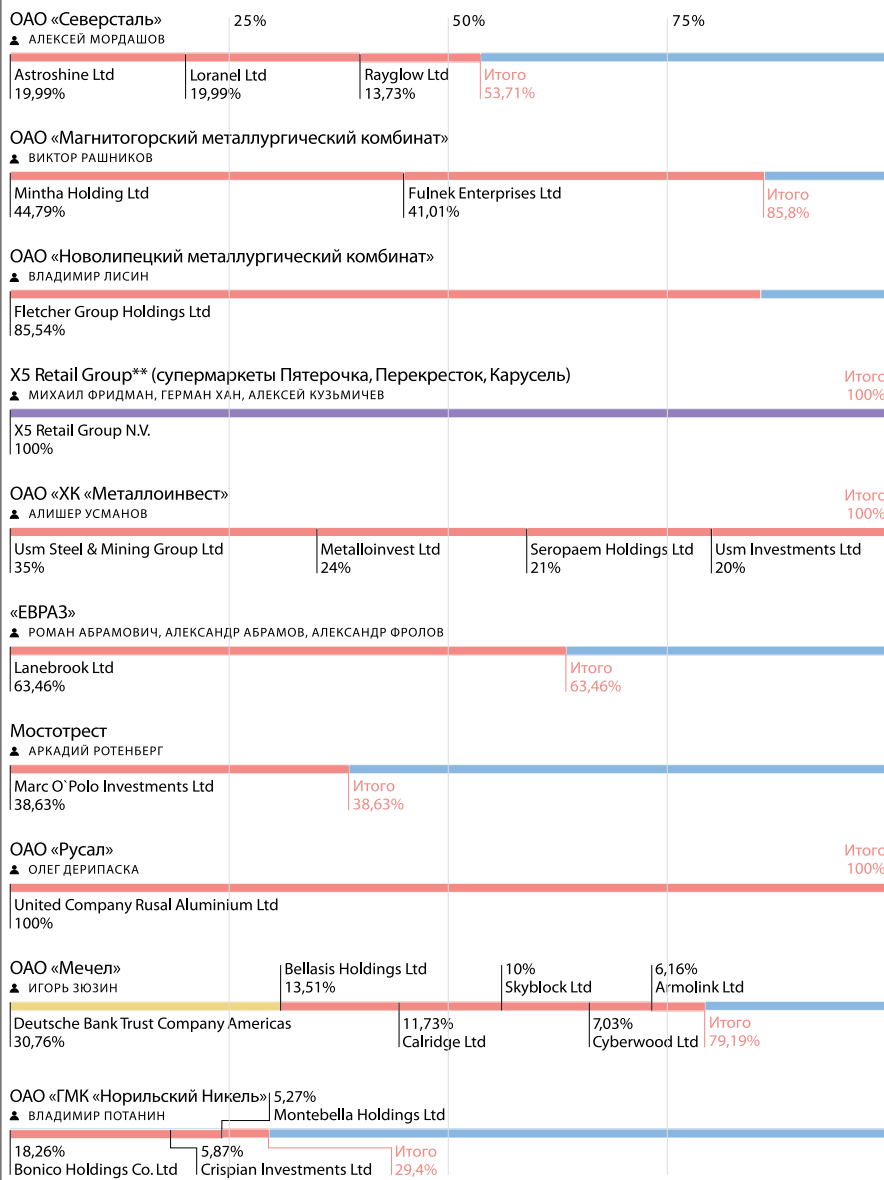 25% 50% 75%
ОАО «Северсталь»
АЛЕКСЕЙ МОРДАШОВ
Astroshine Ltd Loranel Ltd Rayglow Ltd Итого
19,99% 19,99% 13,73% 53,71%
ОАО «Магнитогорский металлургический комбинат»
ВИКТОР РАШНИКОВ
Mintha Holding Ltd Fulnek Enterprises Ltd Итого
44,79% 41,01% 85,8%
ОАО «Новолипецкий металлургический комбинат»
ВЛАДИМИР ЛИСИН
Fletcher Group Holdings Ltd
85,54%
X5 Retail Group** (супермаркеты Пятерочка, Перекресток, Карусель) Итого
МИХАИЛ ФРИДМАН, ГЕРМАН ХАН, АЛЕКСЕЙ КУЗЬМИЧЕВ 100%
X5 Retail Group N.V.
100%
ОАО «ХК «Металлоинвест» Итого
АЛИШЕР УСМАНОВ 100%
Usm Steel & Mining Group Ltd Metalloinvest Ltd Seropaem Holdings Ltd Usm Investments Ltd
35% 24% 21% 20%
«ЕВРАЗ»
РОМАН АБРАМОВИЧ, АЛЕКСАНДР АБРАМОВ, АЛЕКСАНДР ФРОЛОВ
Lanebrook Ltd Итого
63,46% 63,46%
Мостотрест
АРКАДИЙ РОТЕНБЕРГ
Marc O`Polo Investments Ltd Итого
38,63% 38,63%
ОАО «Русал» Итого
ОЛЕГ ДЕРИПАСКА 100%
United Company Rusal Aluminium Ltd
100%
ОАО «Мечел» Bellasis Holdings Ltd 10% 6,16%
ИГОРЬ ЗЮЗИН 13,51% Skyblock Ltd Armolink Ltd
Deutsche Bank Trust Company Americas 11,73% 7,03% Итого
30,76% Calridge Ltd Cyberwood Ltd 79,19%
ОАО «ГМК «Норильский Никель» 5,27%
ВЛАДИМИР ПОТАНИН Montebella Holdings Ltd
18,26% 5,87% Итого
Bonico Holdings Co. Ltd Crispian Investments Ltd 29,4%